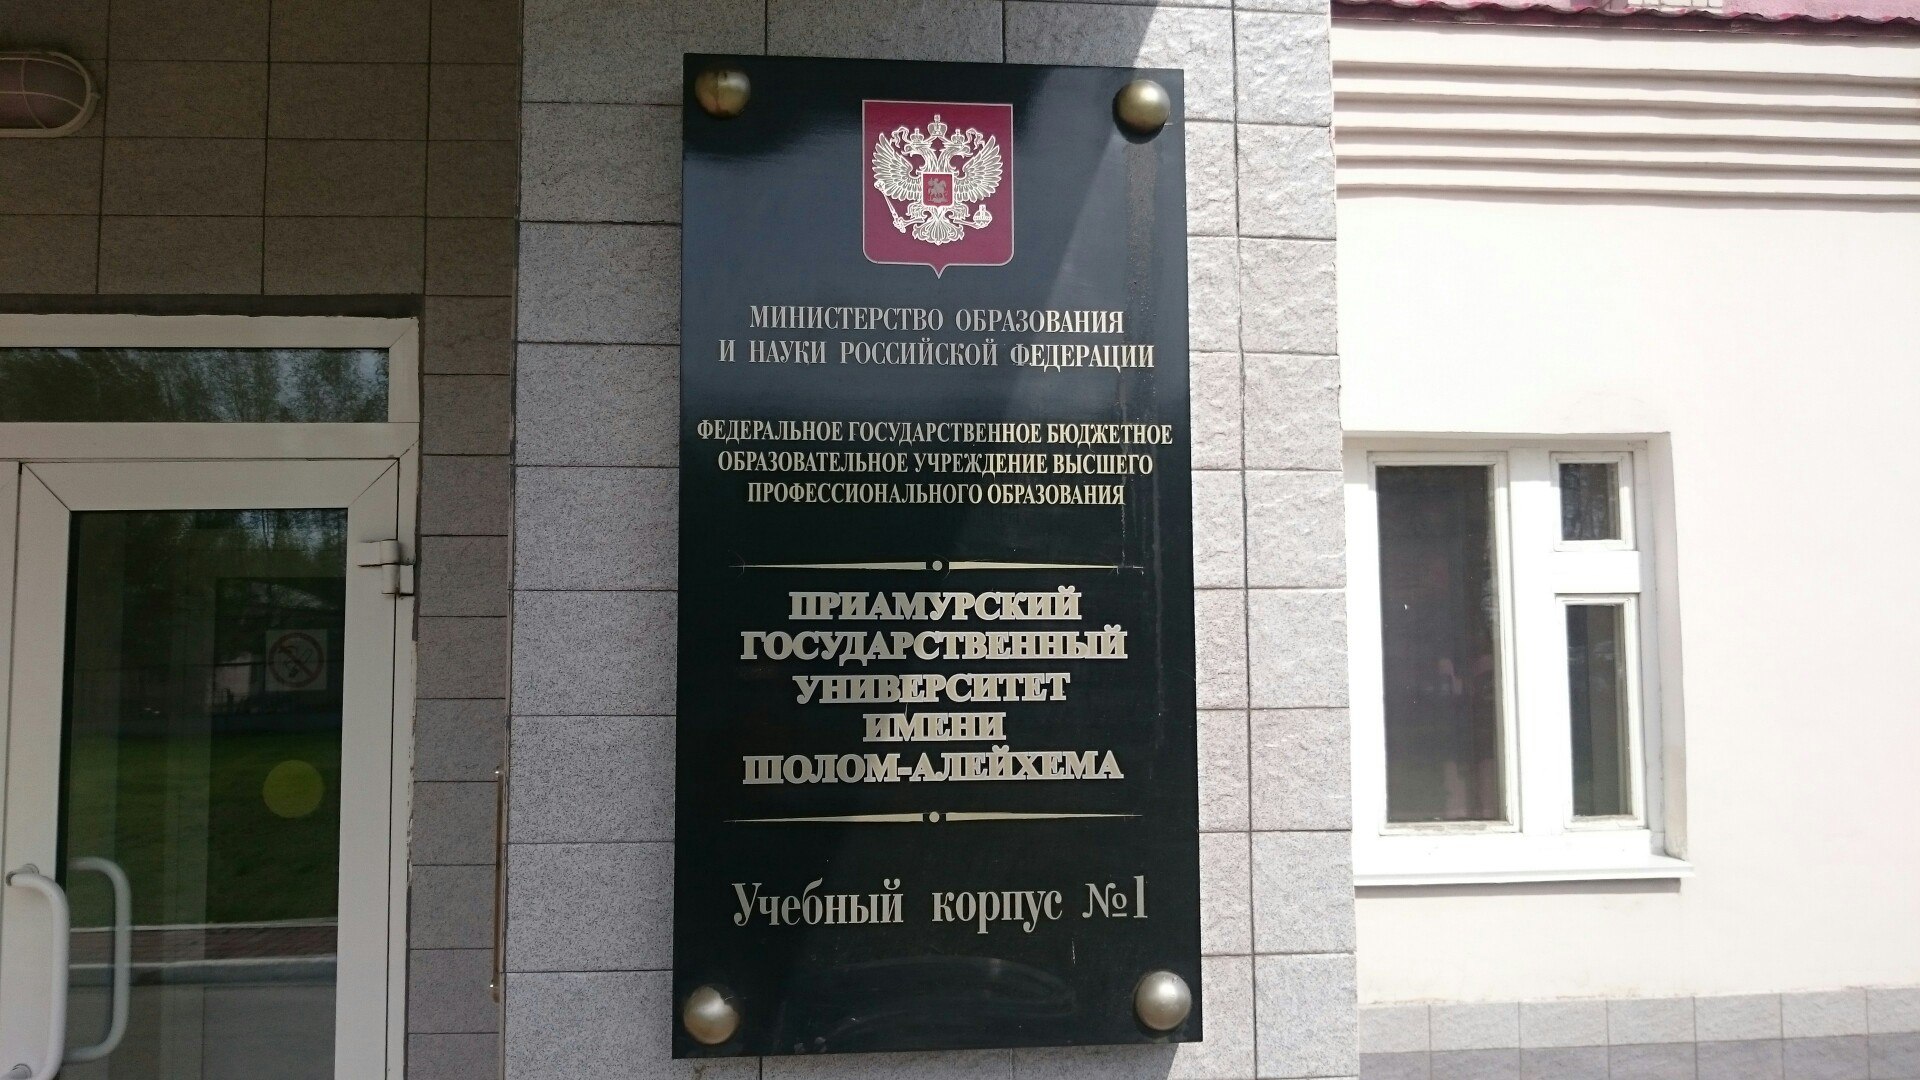 МИНИСТЕРСТВО ОБРАЗОВАНИЯ
И НАУКИ РОССИЙСКОЙ ФЕДЕРАЦИИ
ФЕДЕРАЛЬНОЕ ГОСУДАРСТВЕННОЕ БЮДЖЕТНОЕ
ОБРАЗОВАТЕЛЬНОЕ УЧРЕЖДЕНИЕ ВЫСШЕГО
ПРОФЕССИОНАЛЬНОГО ОБРАЗОВАНИЯ
ПРИАМУРСКИЙ
ГОСУДАРСТВЕННЫЙ
УНИВЕРСИТЕТ
ИМЕНИ
ШОЛОМ-АЛЕЙХЕМА
Учебный корпус №1